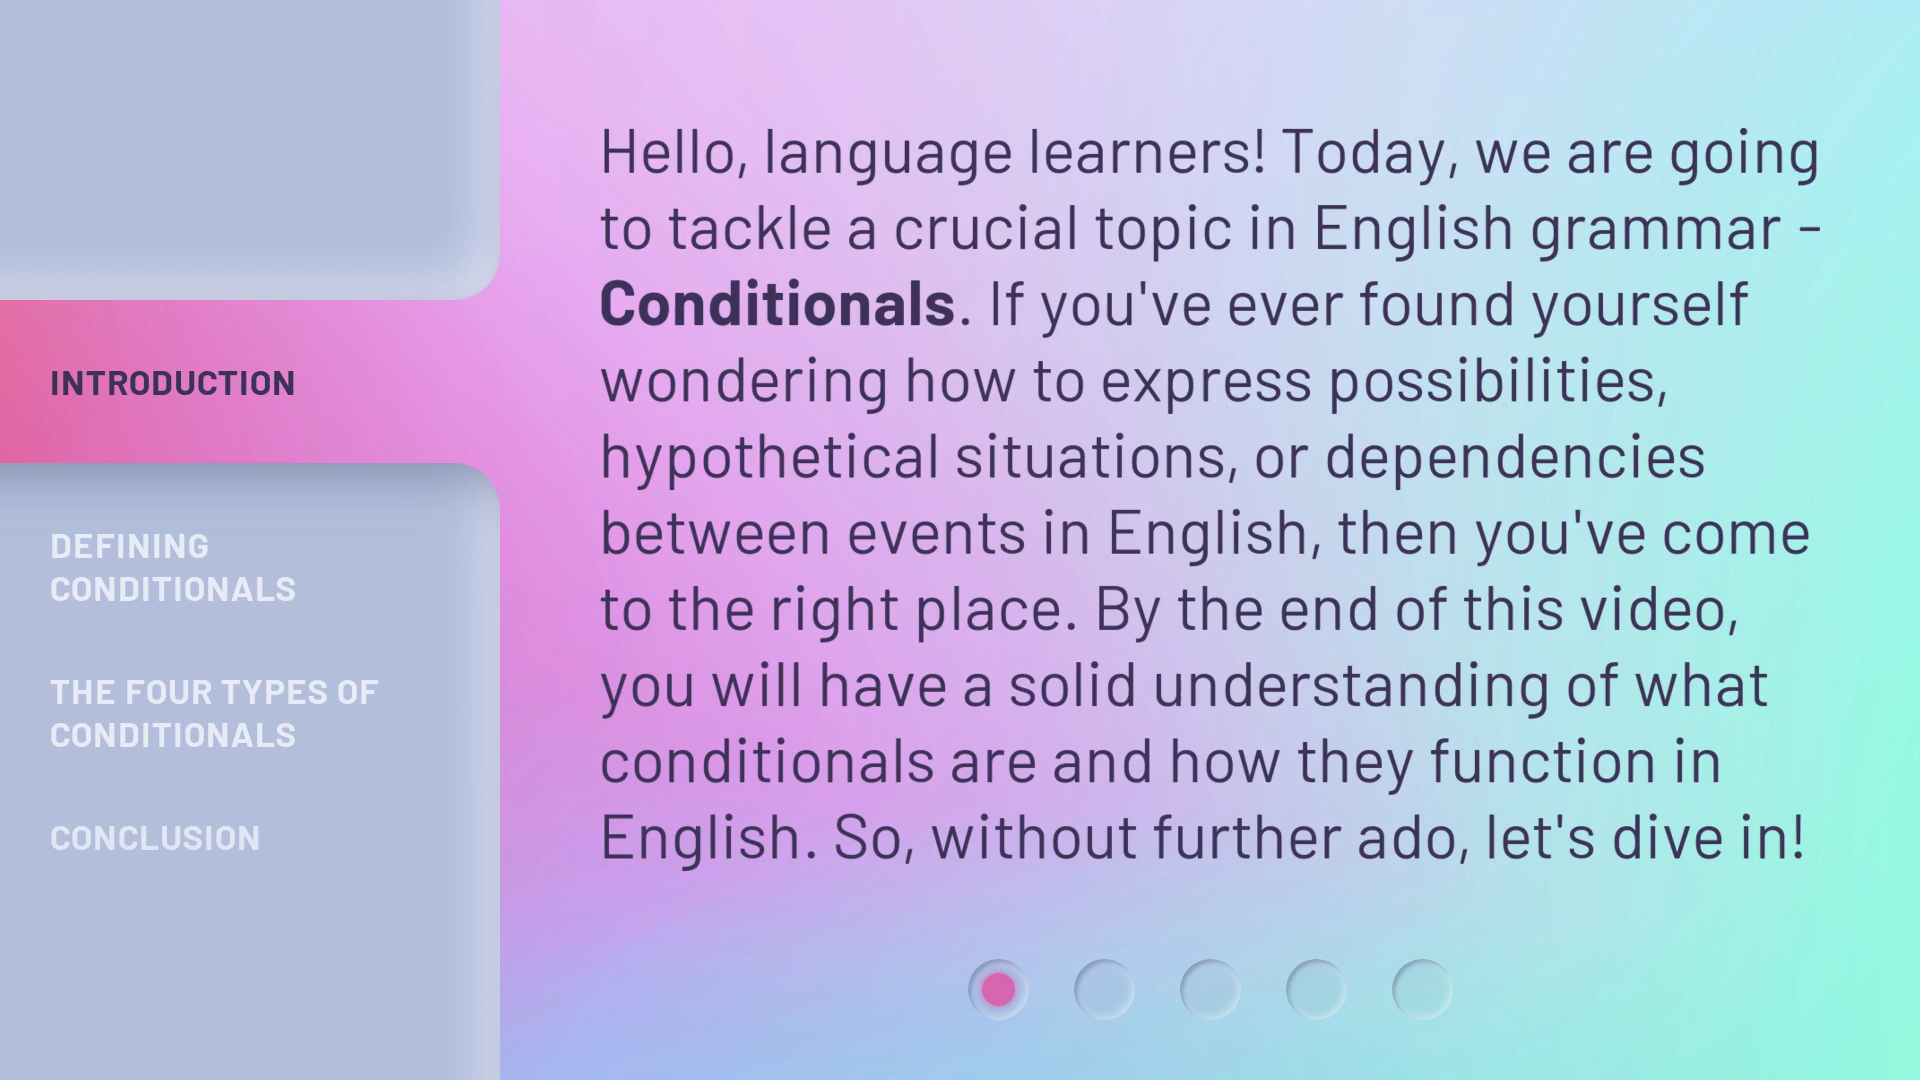 INTRODUCTION
DEFINING
CONDITIONALS
THE FOUR TYPES OF
CONDITIONALS
CONCLUSION
Hello, language learners! Today, we are going
to tackle a crucial topic in English grammar -
Conditionals. If you've ever found yourself
wondering how to express possibilities,
hypothetical situations, or dependencies
between events in English, then you've come
to the right place. By the end of this video,
you will have a solid understanding of what
conditionals are and how they function in
English. So, without further ado, let's dive in!